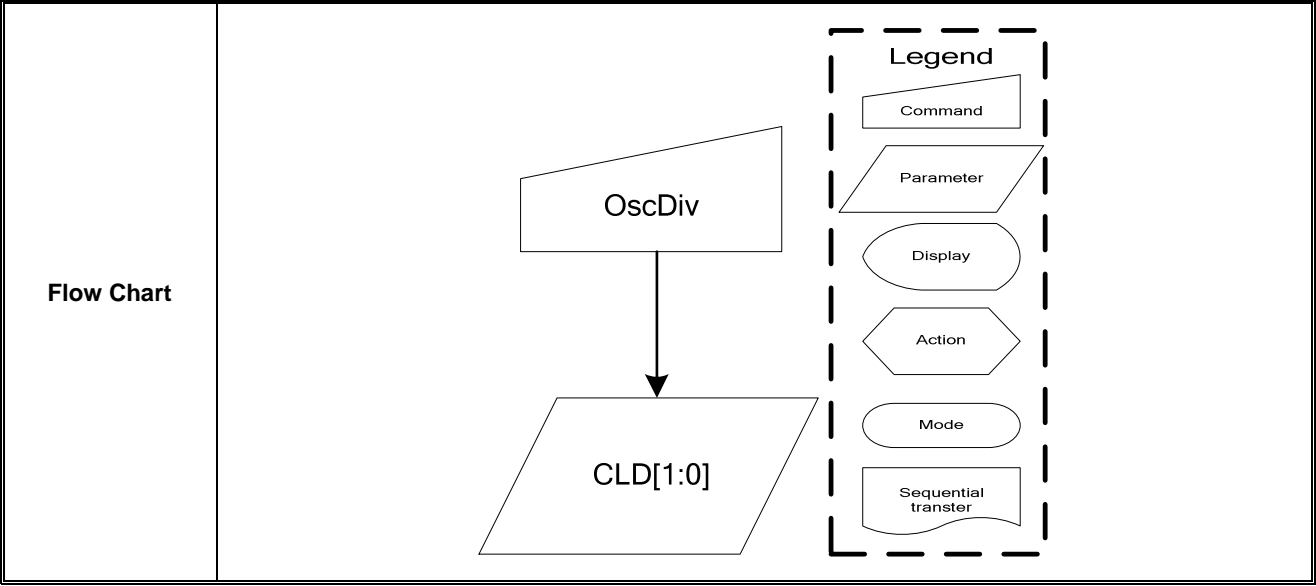 Flow Chart
OscDiv
CLD[1:0]
Legend
Command
Parameter
Display
Action
Mode
Sequential
transter